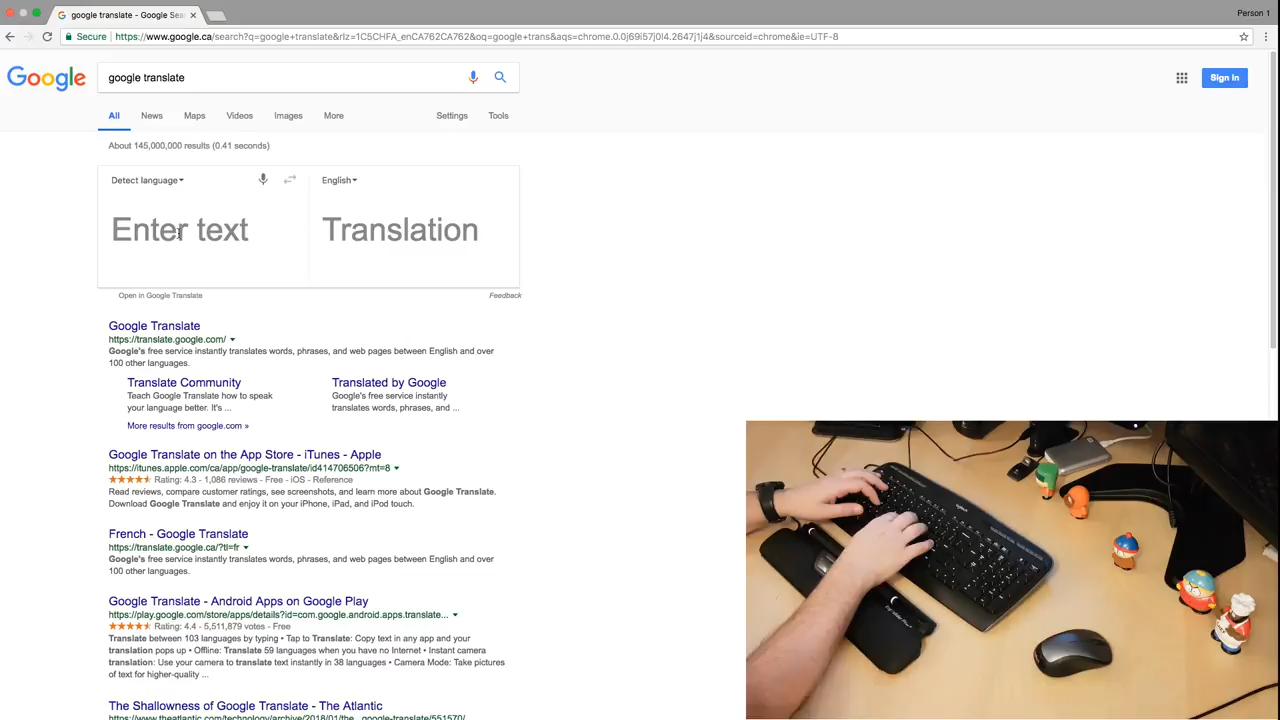 google translate - Google Sea
Person 1
Secure
https://www.google.ca/search?q=google+translate&rlz=1C5CHFA_enCA762CA762&oq=google+trans&aqs=chrome.0.0j69i57j0l4.2647j1j4&sourceid=chrome&ie=UTF-8
Google
google translate
Sign in
All News Maps Videos Images More Settings Tools
About 145,000,000 results (0.41 seconds)
Detect language English
Enter text Translation
Open in Google Translate Feedback
Google Translate
https://translate.google.com/
Google's free service instantly translates words, phrases, and web pages between English and over
100 other languages.
Translate Community
Teach Google Translate how to speak
your language better. It's ...
Translated by Google
Google's free service instantly
translates words, phrases, and ...
More results from google.com »
Google Translate on the App Store - iTunes - Apple
https://itunes.apple.com/ca/app/google-translate/id414706506?mt=8
Rating: 4.3 - 1,086 reviews - Free - iOS - Reference
Read reviews, compare customer ratings, see screenshots, and learn more about Google Translate.
Download Google Translate and enjoy it on your iPhone, iPad, and iPod touch.
French - Google Translate
https://translate.google.ca/?tl=fr
Google's free service instantly translates words, phrases, and web pages between English and over
100 other languages.
Google Translate - Android Apps on Google Play
https://play.google.com/store/apps/details?id=com.google.android.apps.translate...
Rating: 4.4 - 5,511,879 votes - Free
Translate between 103 languages by typing • Tap to Translate: Copy text in any app and your
translation pops up • Offline: Translate 59 languages when you have no Internet • Instant camera
translation: Use your camera to translate text instantly in 38 languages • Camera Mode: Take pictures
of text for higher-quality ...
The Shallowness of Google Translate - The Atlantic
https://www.theatlantic.com/technology/archive/2018/01/the...google-translate/551570/